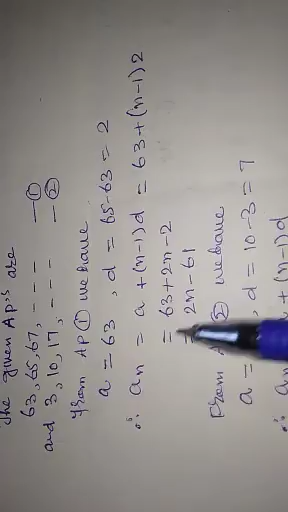 The given AP,s are
63, 65, 67, - - - - ①
and 3, 10, 17, - - - - ②
From AP ① we have
a = 63, d = 65-63 = 2
∴ an = a + (n-1)d = 63 + (n-1)2
= 63 + 2n - 2
= 2n - 61
From ② we have
a = , d = 10-3 = 7
∴ an + (n-1)d